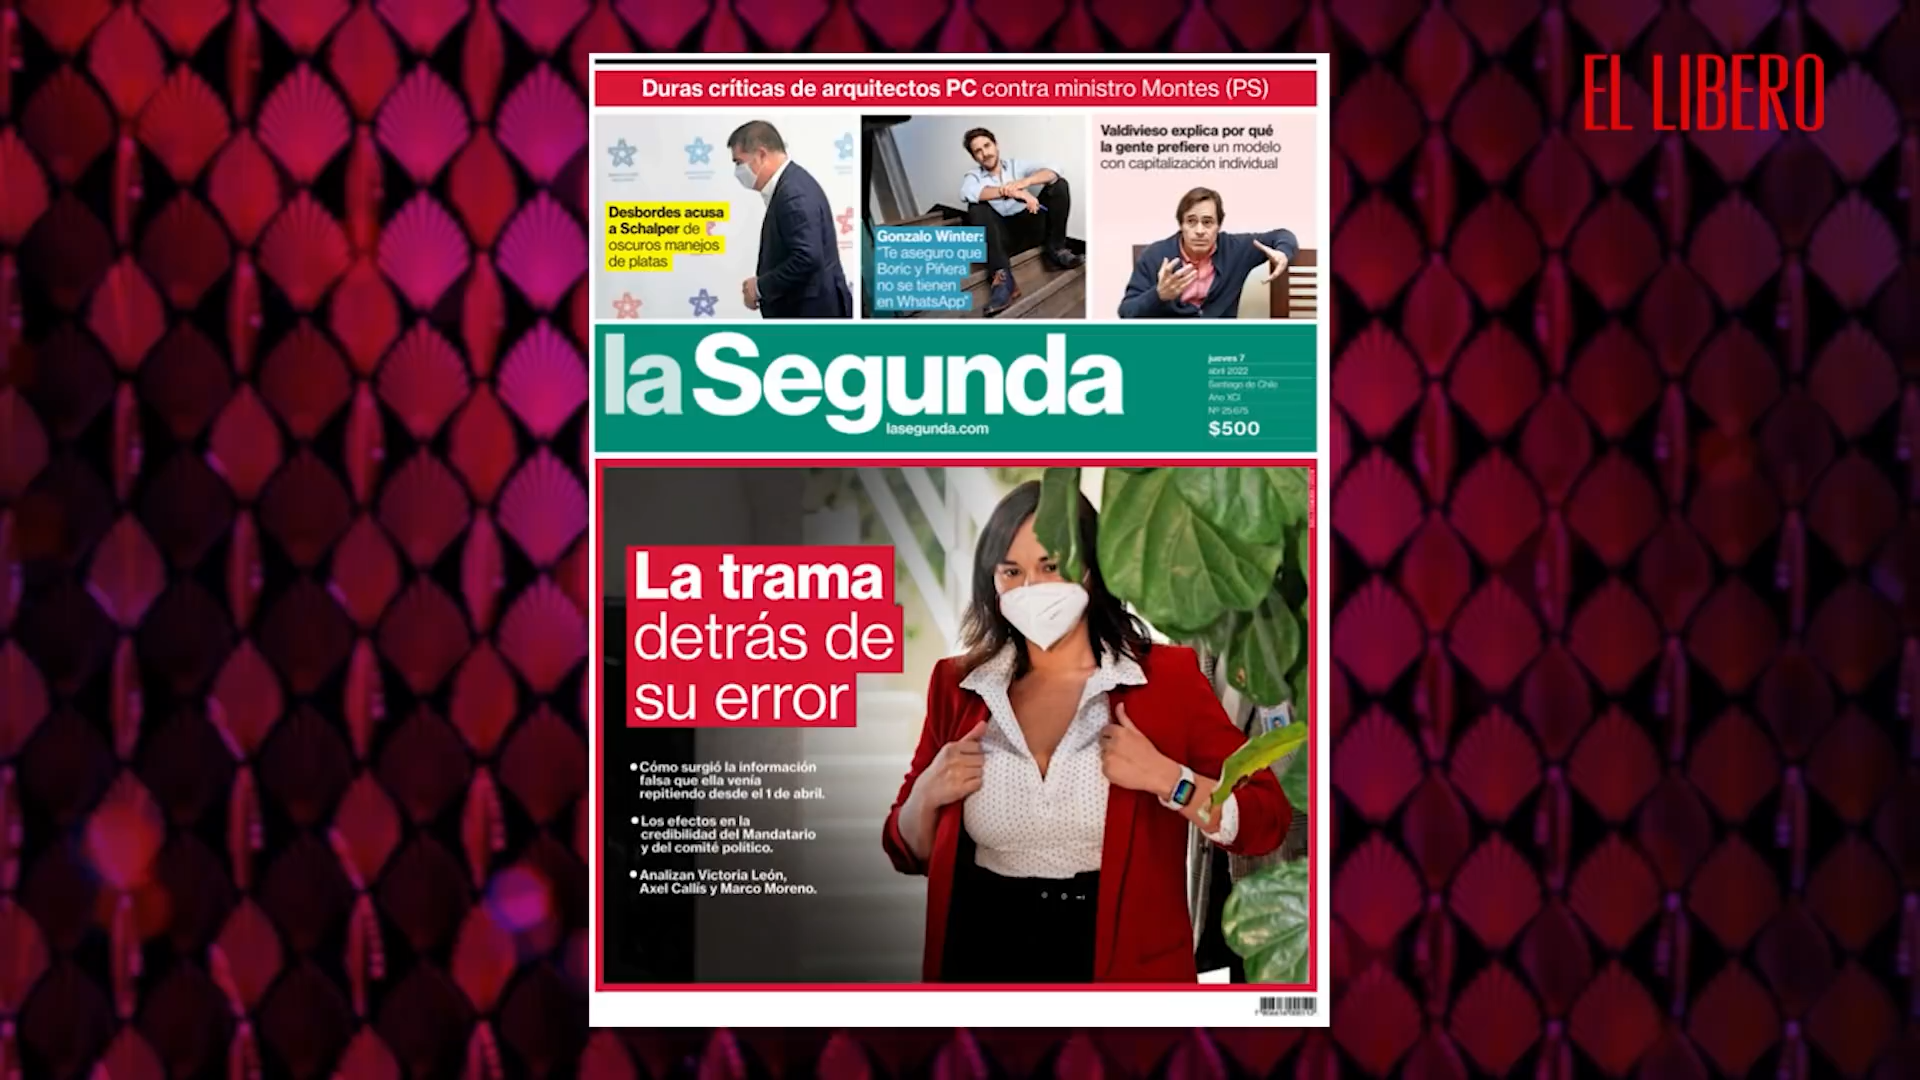 EL LIBERO
Duras críticas de arquitectos PC contra ministro Montes (PS)
Desbordes acusa
a Schalper de
oscuros manejos
de platas
Gonzalo Winter:
"Te aseguro que
Boric y Piñera
no se tienen
en WhatsApp"
Valdivieso explica por qué
la gente prefiere un modelo
con capitalización individual
laSegunda
lasegunda.com
jueves 7
abril 2022
Santiago de Chile
Año XCI
Nº 25675
$500
La trama
detrás de
su error
•Cómo surgió la información
falsa que ella venía
repitiendo desde el 1 de abril.
•Los efectos en la
credibilidad del Mandatario
y del comité político.
•Analizan Victoria León,
Axel Callís y Marco Moreno.